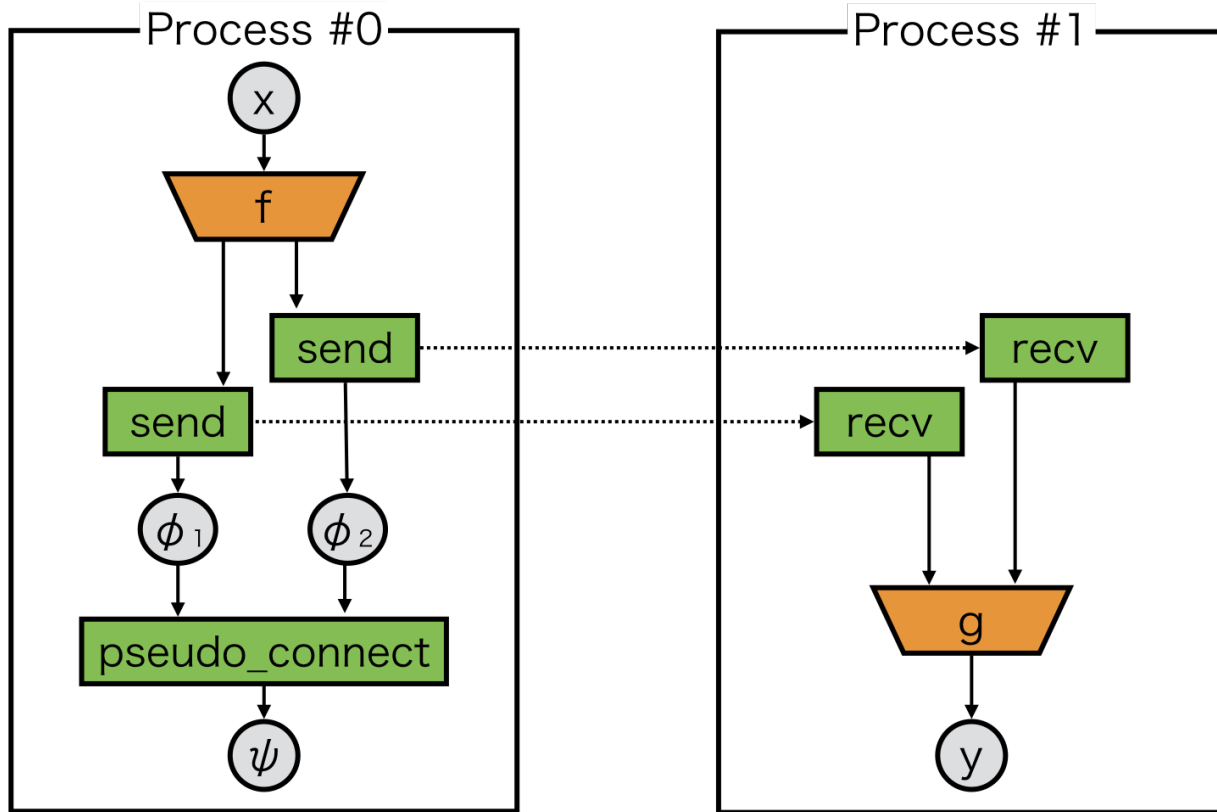 Process #0
Process #1
x
f
send
recv
send
recv
ϕ1
ϕ2
pseudo_connect
g
ψ
y